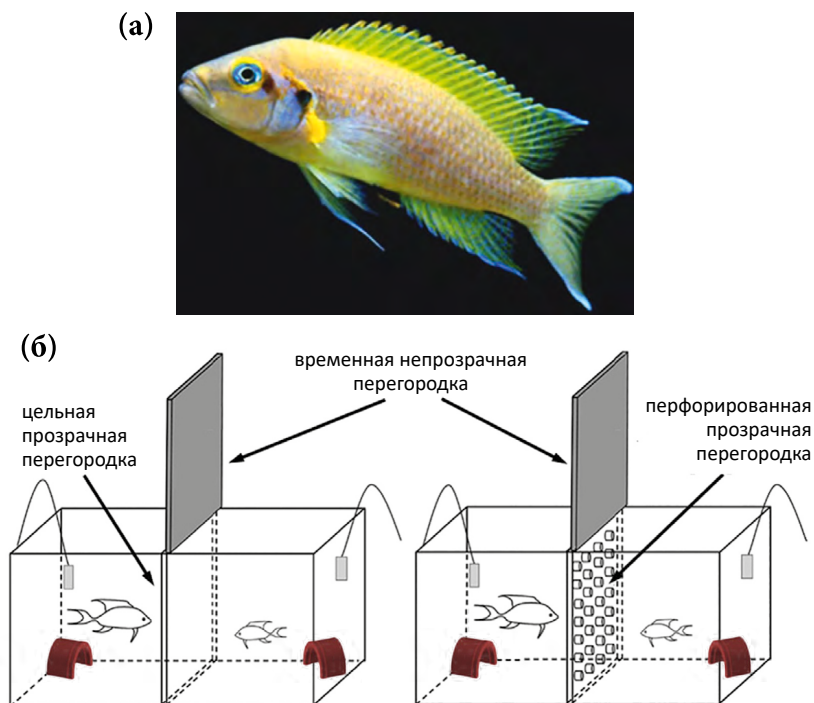 (а)
(б)
временная непрозрачная
перегородка
цельная
прозрачная
перегородка
перфорированная
прозрачная
перегородка